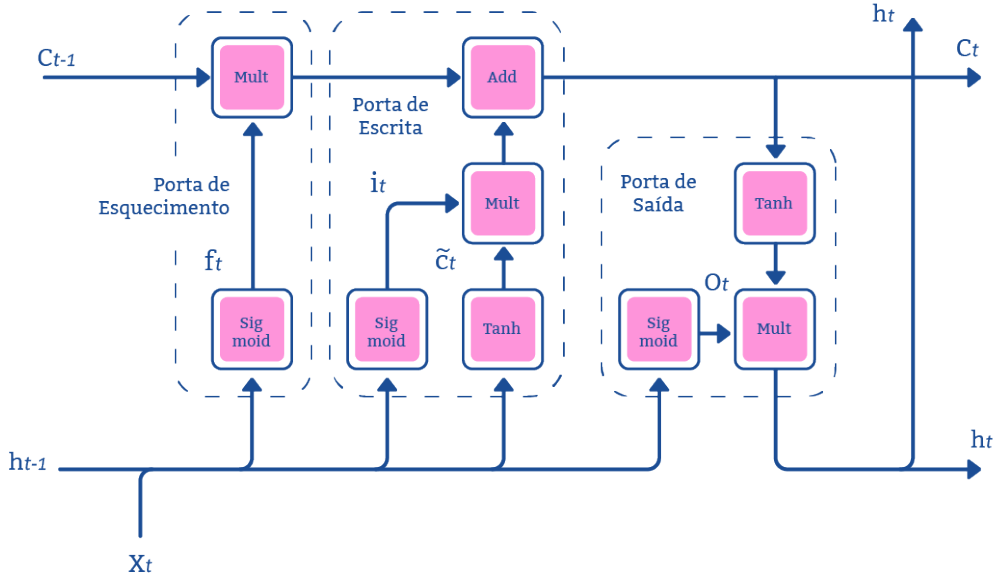 ht
Ct-1
Mult
Add
Ct
Porta de
Escrita
Porta de
Esquecimento
it
Mult
Porta de
Saída
Tanh
ft
c̃t
Ot
Sig
moid
Sig
moid
Tanh
Sig
moid
Mult
ht-1
ht
Xt